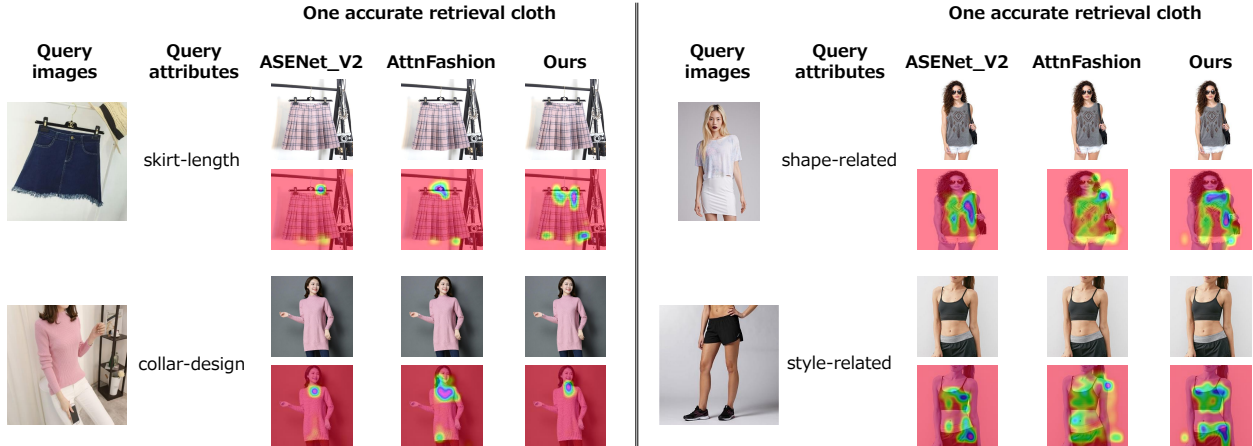 One accurate retrieval cloth
Query images
Query attributes
ASENet_V2
AttnFashion
Ours
skirt-length
collar-design
One accurate retrieval cloth
Query images
Query attributes
ASENet_V2
AttnFashion
Ours
shape-related
style-related